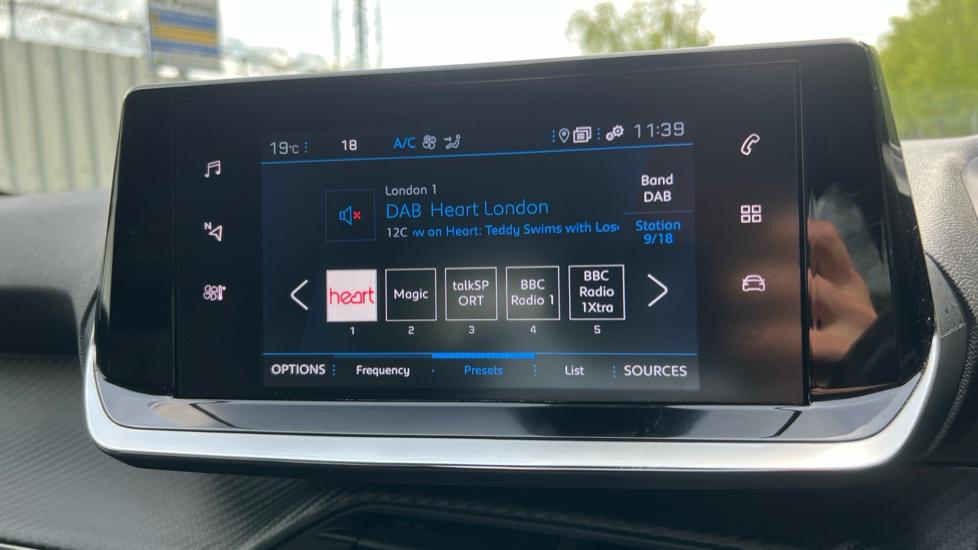 19°C
18
A/C
11:39
London 1
DAB Heart London
12C w on Heart: Teddy Swims with Los
Band
DAB
Station
9/18
N
heart
Magic
talkSP
ORT
BBC
Radio 1
BBC
Radio
1Xtra
1
2
3
4
5
OPTIONS
Frequency
Presets
List
SOURCES